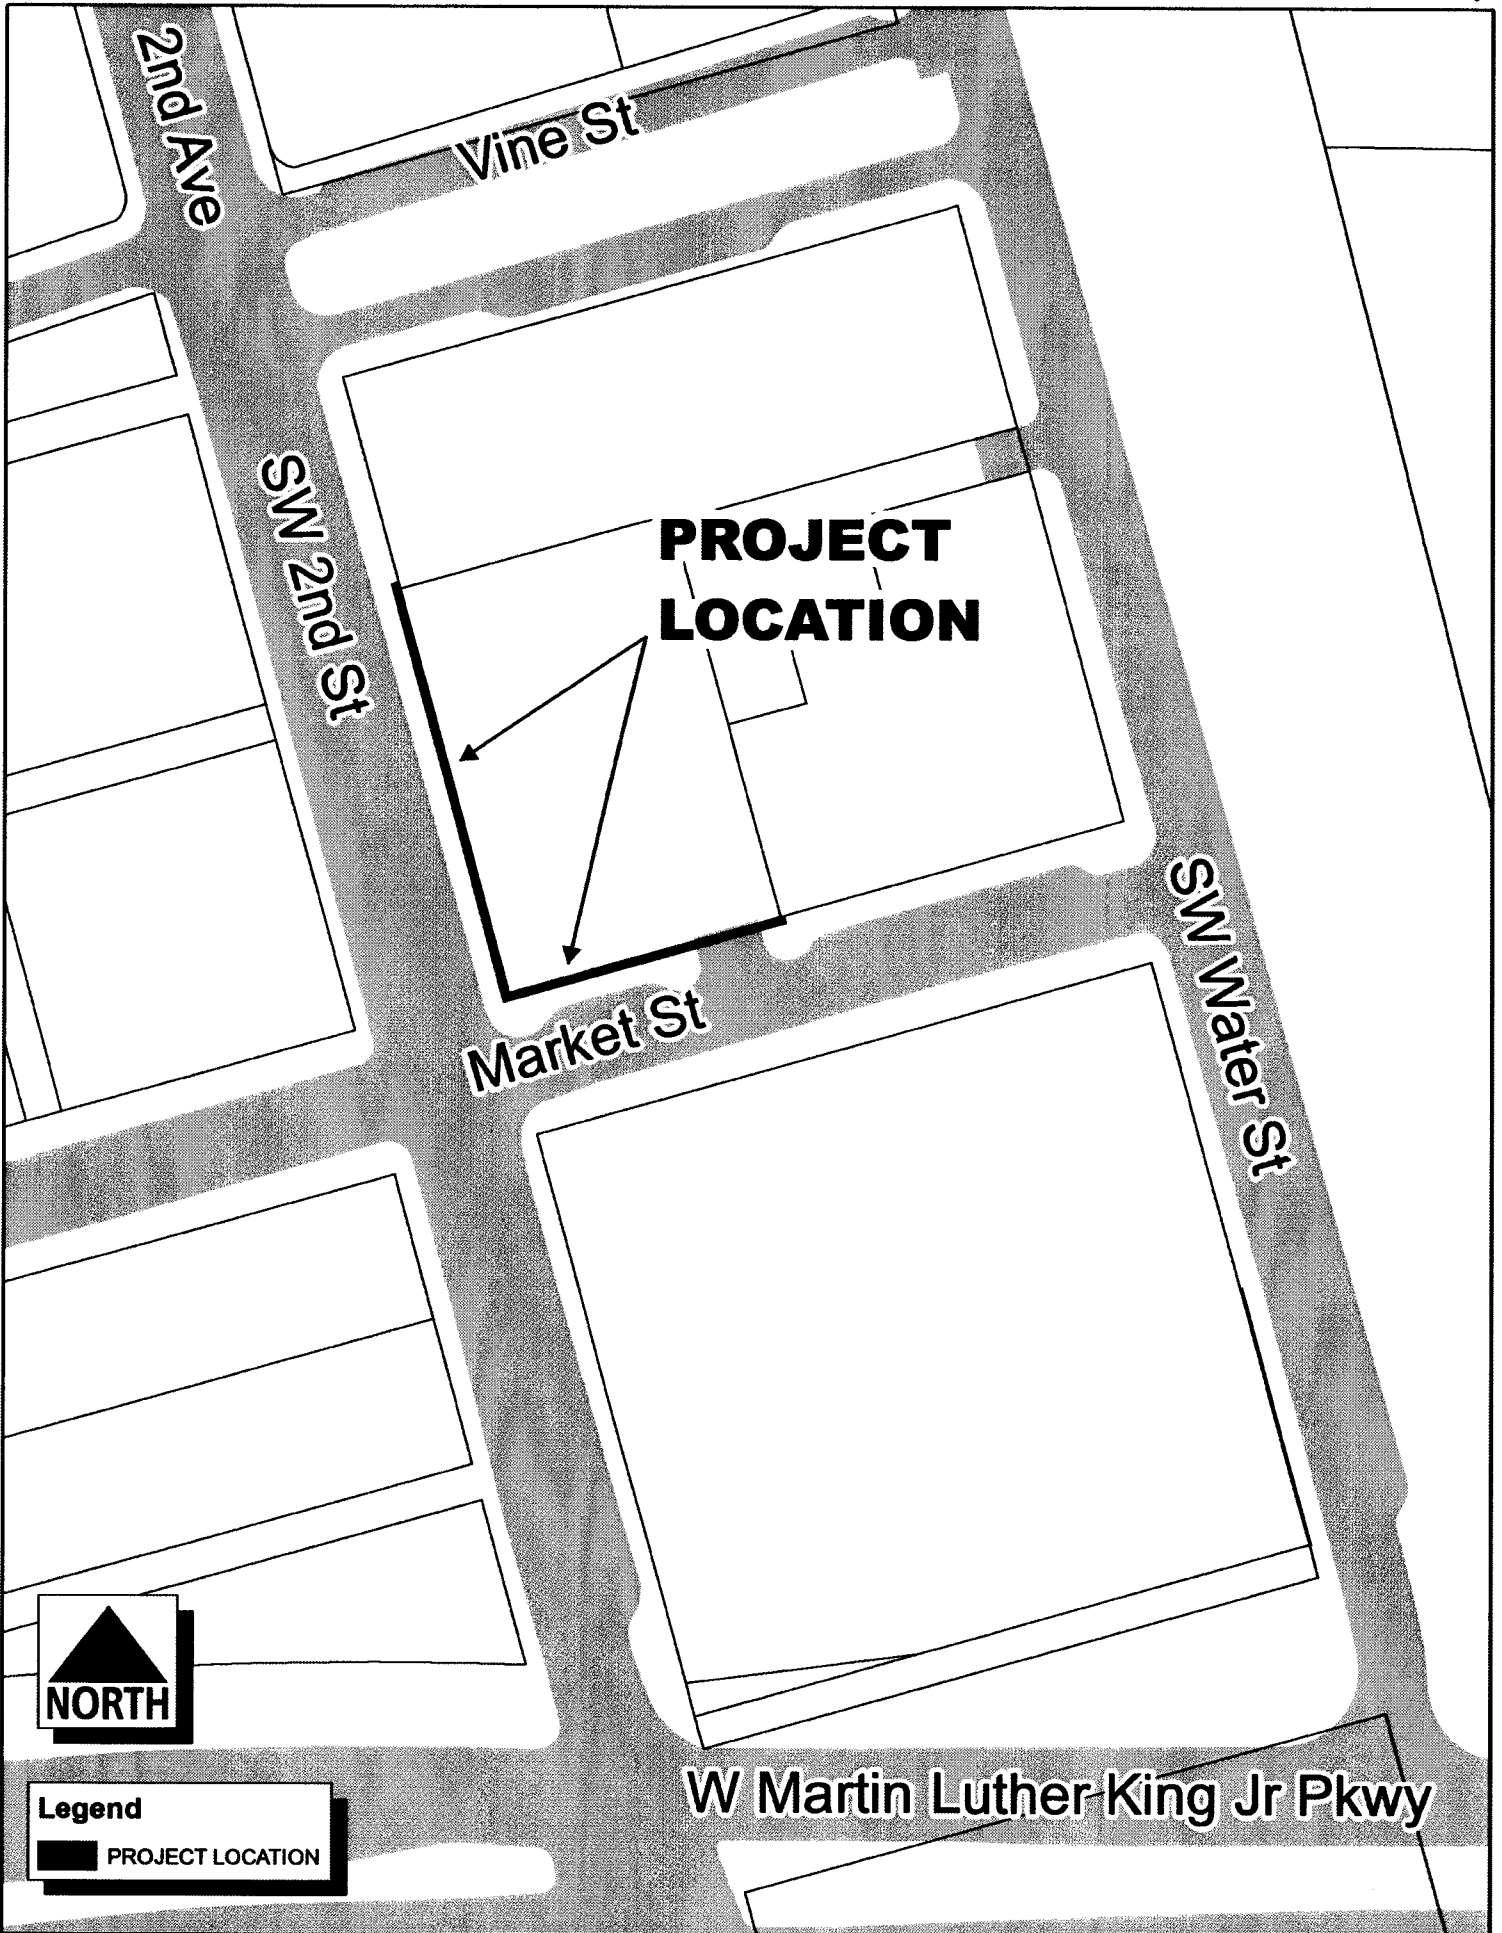 2nd Ave
Vine St
SW 2nd St
PROJECT
LOCATION
SW Water St
Market St
NORTH
W Martin Luther King Jr Pkwy
Legend
PROJECT LOCATION